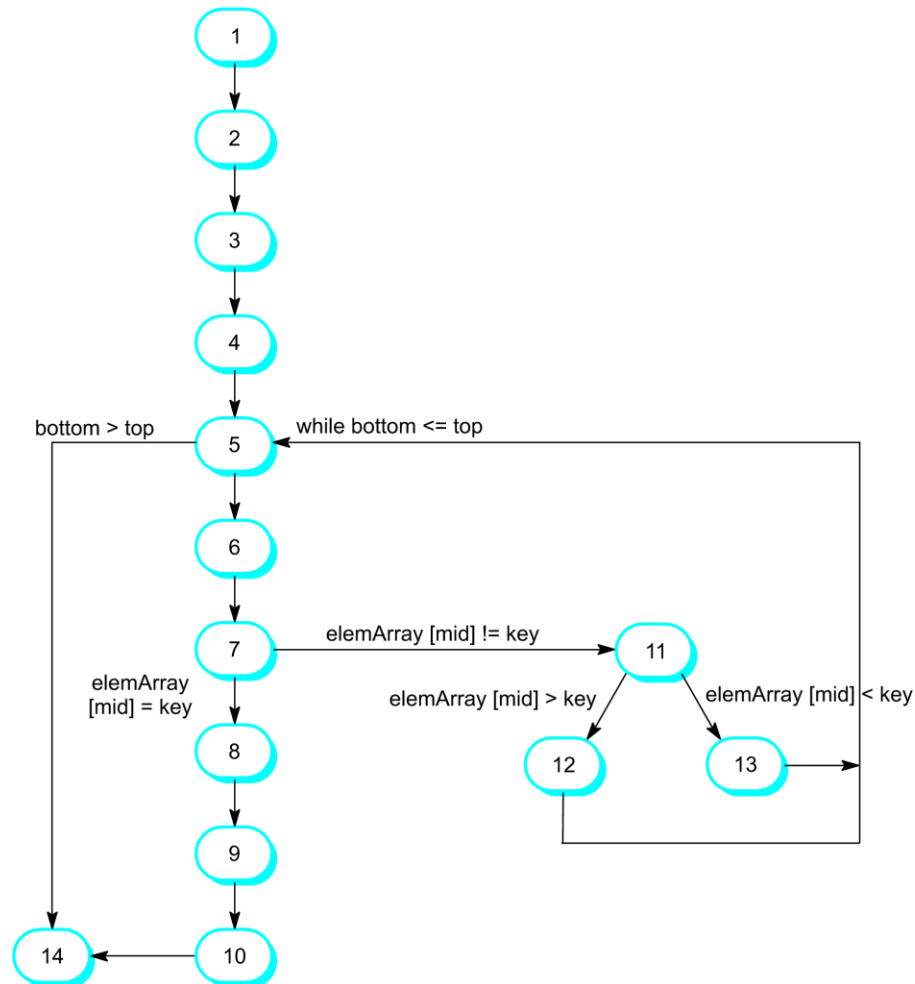 1
2
3
4
bottom > top
while bottom <= top
5
6
elemArray [mid] != key
7
11
elemArray
[mid] = key
elemArray [mid] > key
elemArray [mid] < key
8
12
13
9
14
10